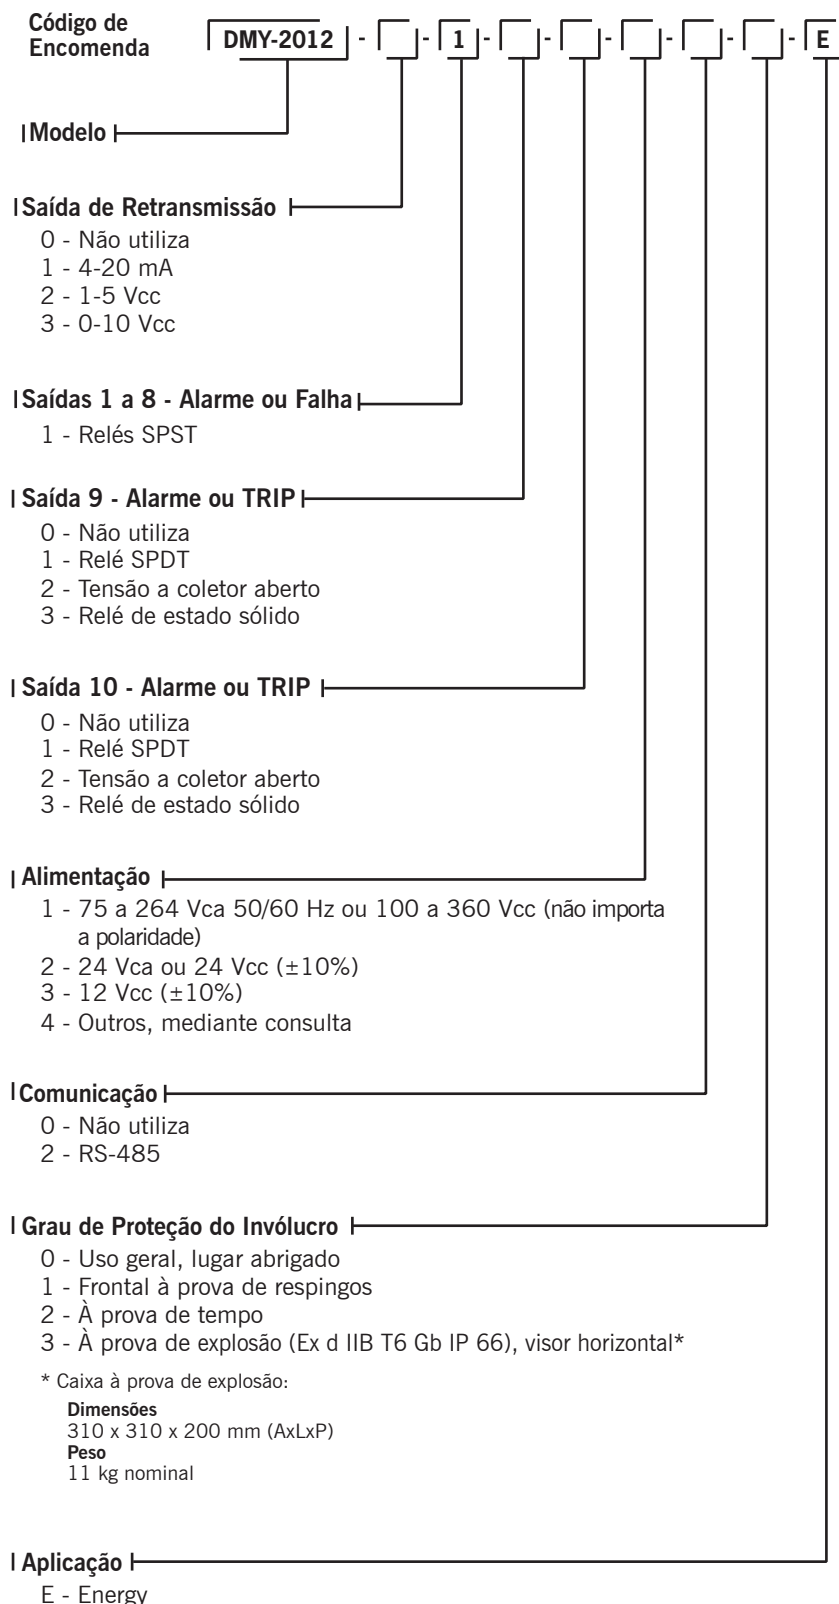 Código de
Encomenda
DMY-2012 - - 1 - - - - - - E
Modelo
Saída de Retransmissão
0 - Não utiliza
1 - 4-20 mA
2 - 1-5 Vcc
3 - 0-10 Vcc
Saídas 1 a 8 - Alarme ou Falha
1 - Relés SPST
Saída 9 - Alarme ou TRIP
0 - Não utiliza
1 - Relé SPDT
2 - Tensão a coletor aberto
3 - Relé de estado sólido
Saída 10 - Alarme ou TRIP
0 - Não utiliza
1 - Relé SPDT
2 - Tensão a coletor aberto
3 - Relé de estado sólido
Alimentação
1 - 75 a 264 Vca 50/60 Hz ou 100 a 360 Vcc (não importa
a polaridade)
2 - 24 Vca ou 24 Vcc (±10%)
3 - 12 Vcc (±10%)
4 - Outros, mediante consulta
Comunicação
0 - Não utiliza
2 - RS-485
Grau de Proteção do Invólucro
0 - Uso geral, lugar abrigado
1 - Frontal à prova de respingos
2 - À prova de tempo
3 - À prova de explosão (Ex d IIB T6 Gb IP 66), visor horizontal*
* Caixa à prova de explosão:
Dimensões
310 x 310 x 200 mm (AxLxP)
Peso
11 kg nominal
Aplicação
E - Energy